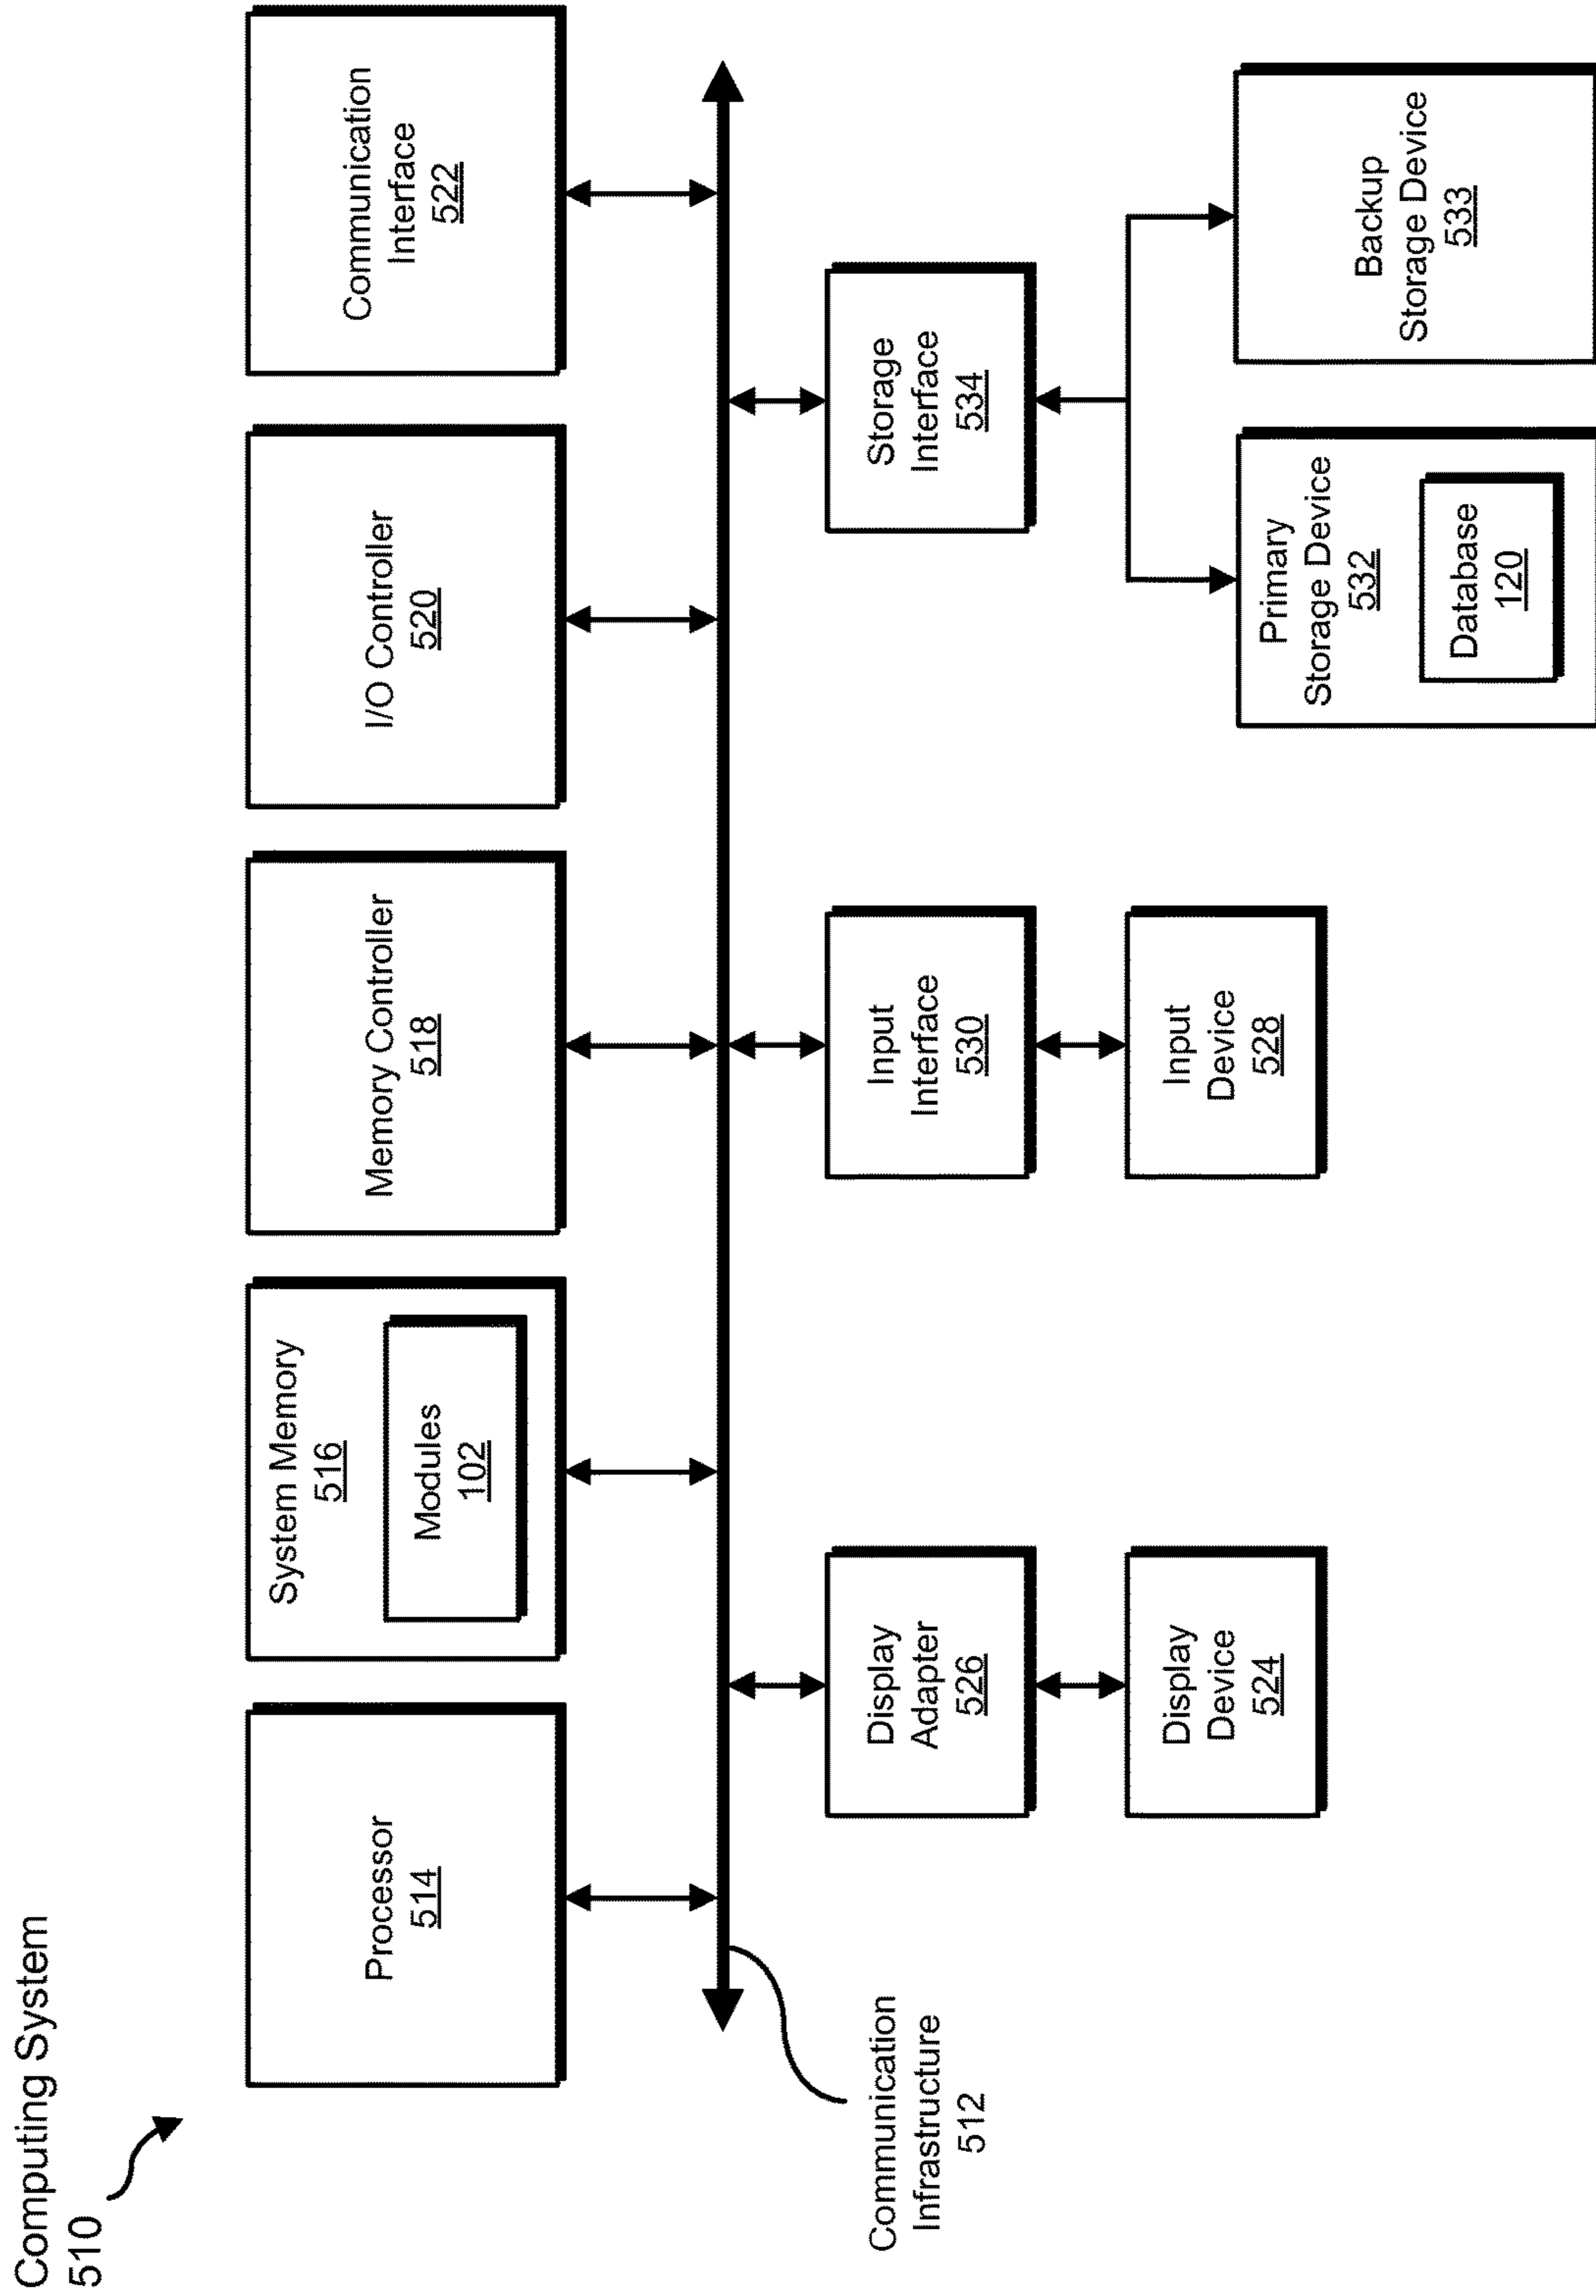 Computing System
510
Processor
514
System Memory
516
Modules
102
Memory Controller
518
I/O Controller
520
Communication
Interface
522
Communication
Infrastructure
512
Display
Adapter
526
Display
Device
524
Input
Interface
530
Input
Device
528
Storage
Interface
534
Primary
Storage Device
532
Database
120
Backup
Storage Device
533